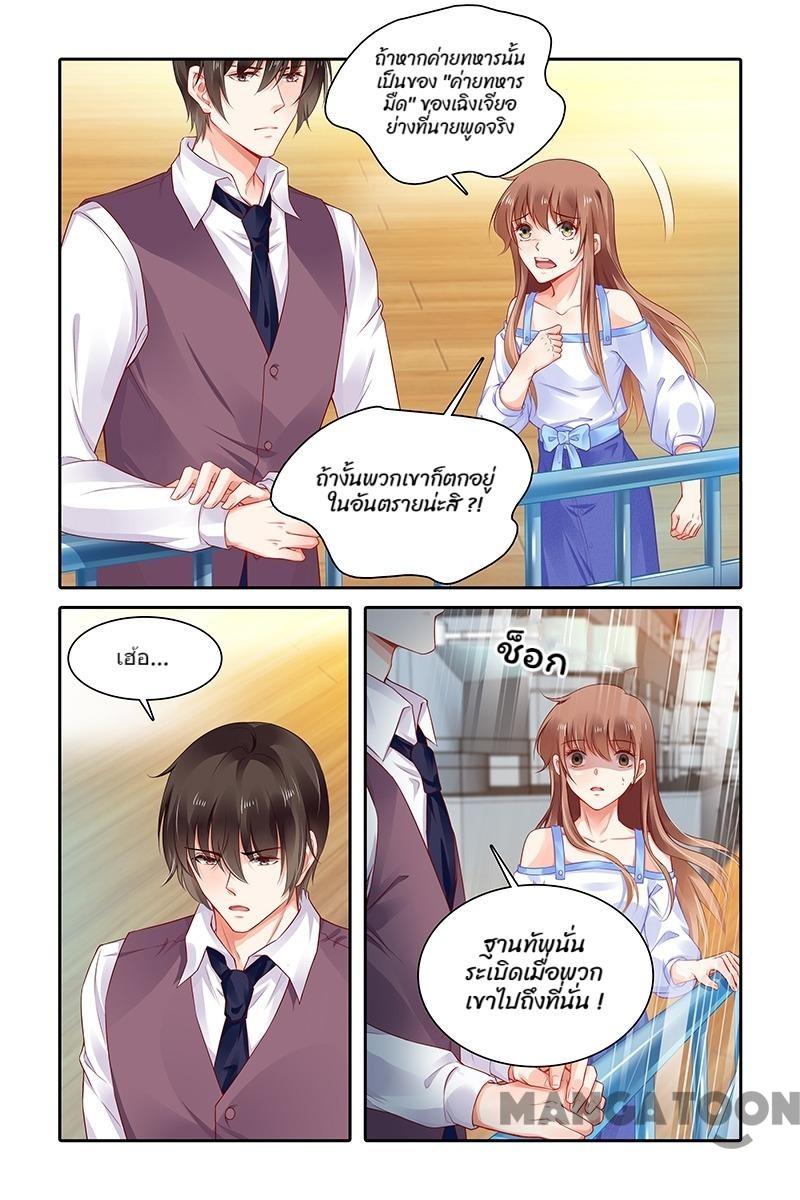 ถ้าหากค่ายทหารนั้น
เป็นของ "ค่ายทหาร
มืด" ของเฉิงเจียอ
ย่างที่นายพูดจริง
ถ้างั้นพวกเขาก็ตกอยู่
ในอันตรายน่ะสิ ?!
เฮ้อ...
ช็อก
ฐานทัพนั่น
ระเบิดเมื่อพวก
เขาไปถึงที่นั่น !
MANGATOON